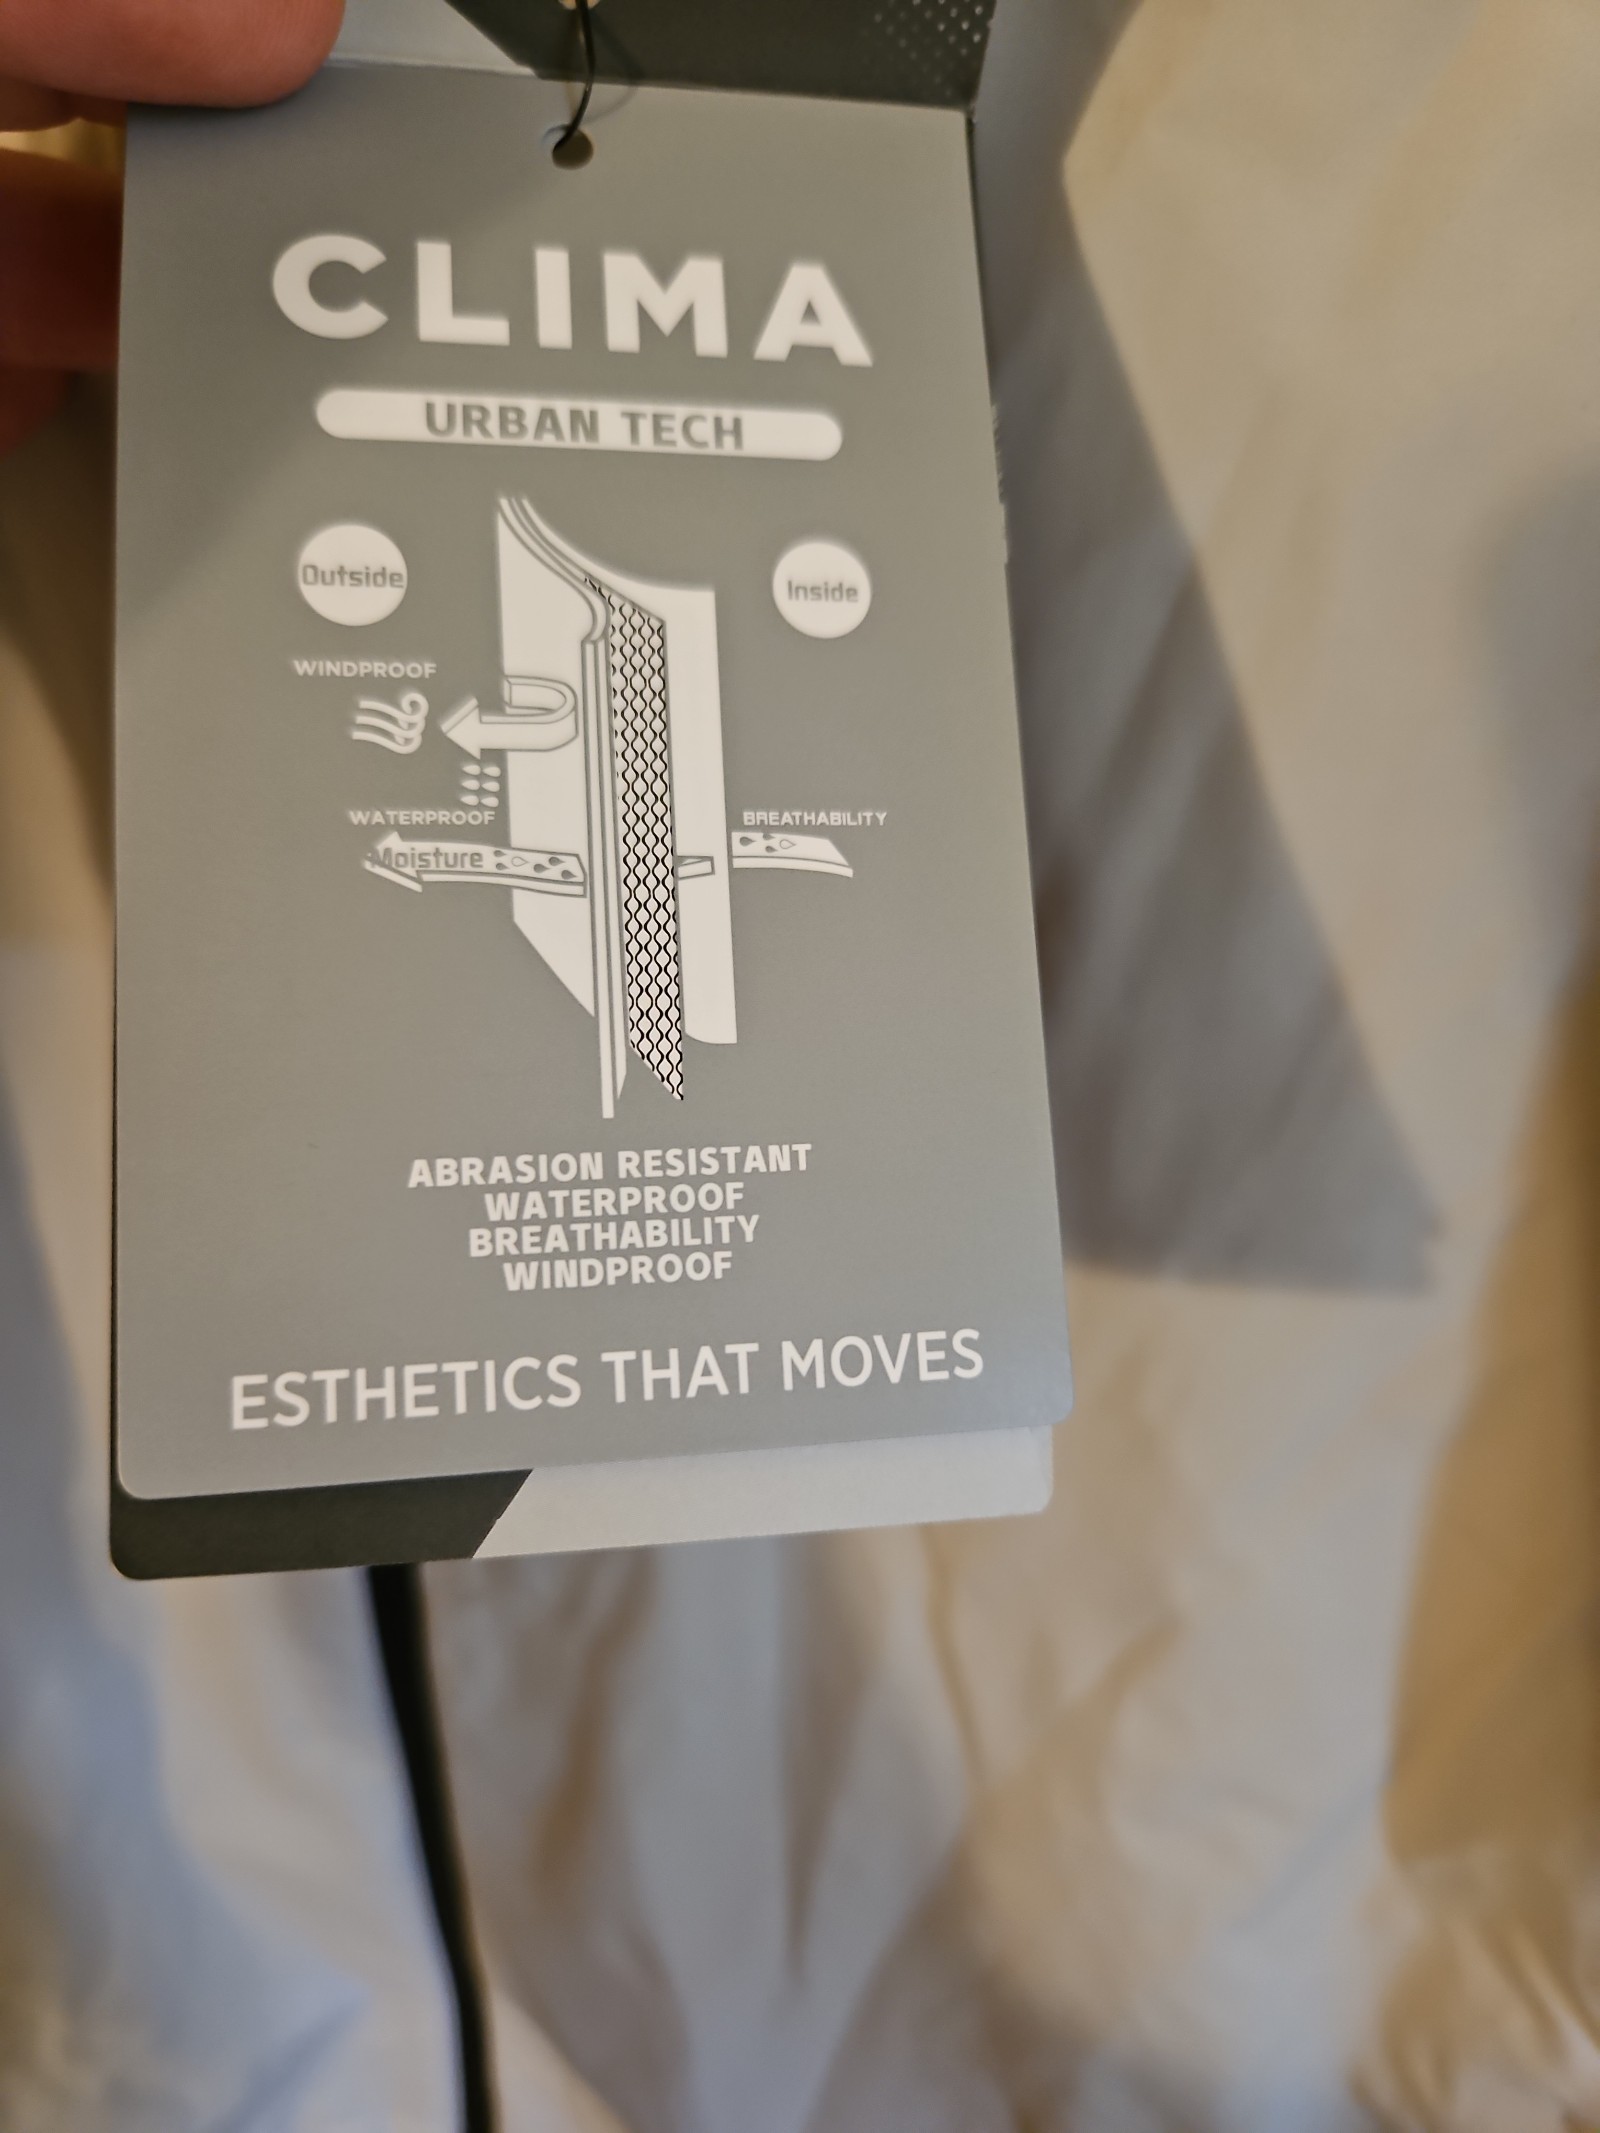 CLIMA
URBAN TECH
Outside
Inside
WINDPROOF
WATERPROOF
BREATHABILITY
Moisture
ABRASION RESISTANT
WATERPROOF
BREATHABILITY
WINDPROOF
ESTHETICS THAT MOVES